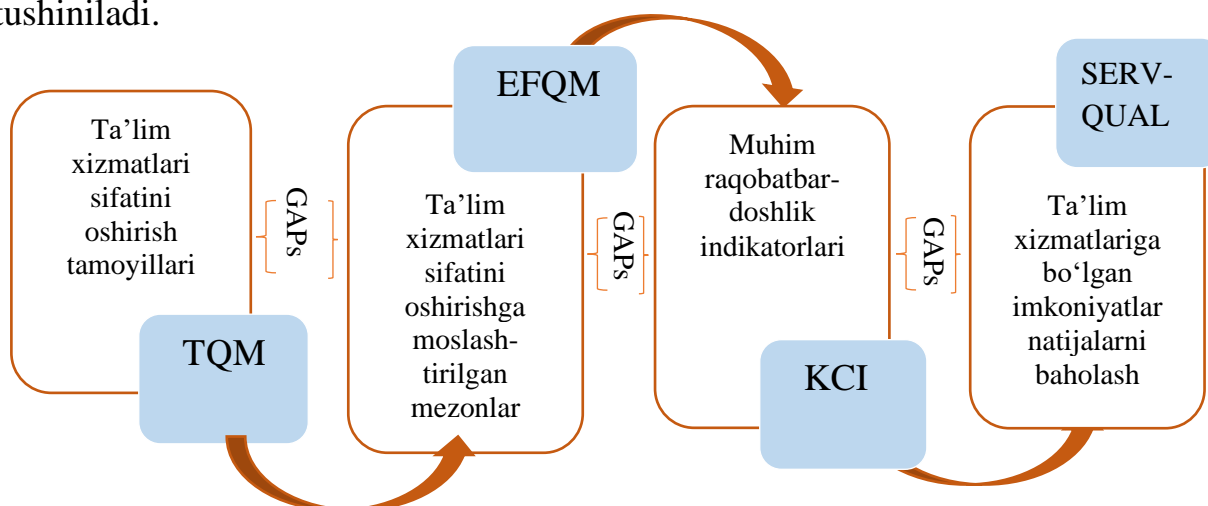 tushiniladi.
Ta’lim
xizmatlari
sifatini
oshirish
tamoyillari
TQM
GAPs
EFQM
Ta’lim
xizmatlari
sifatini
oshirishga
moslash-
tirilgan
mezonlar
GAPs
Muhim
raqobatbar-
doshlik
indikatorlari
KCI
GAPs
SERV-
QUAL
Ta’lim
xizmatlariga
bo‘lgan
imkoniyatlar
natijalarni
baholash